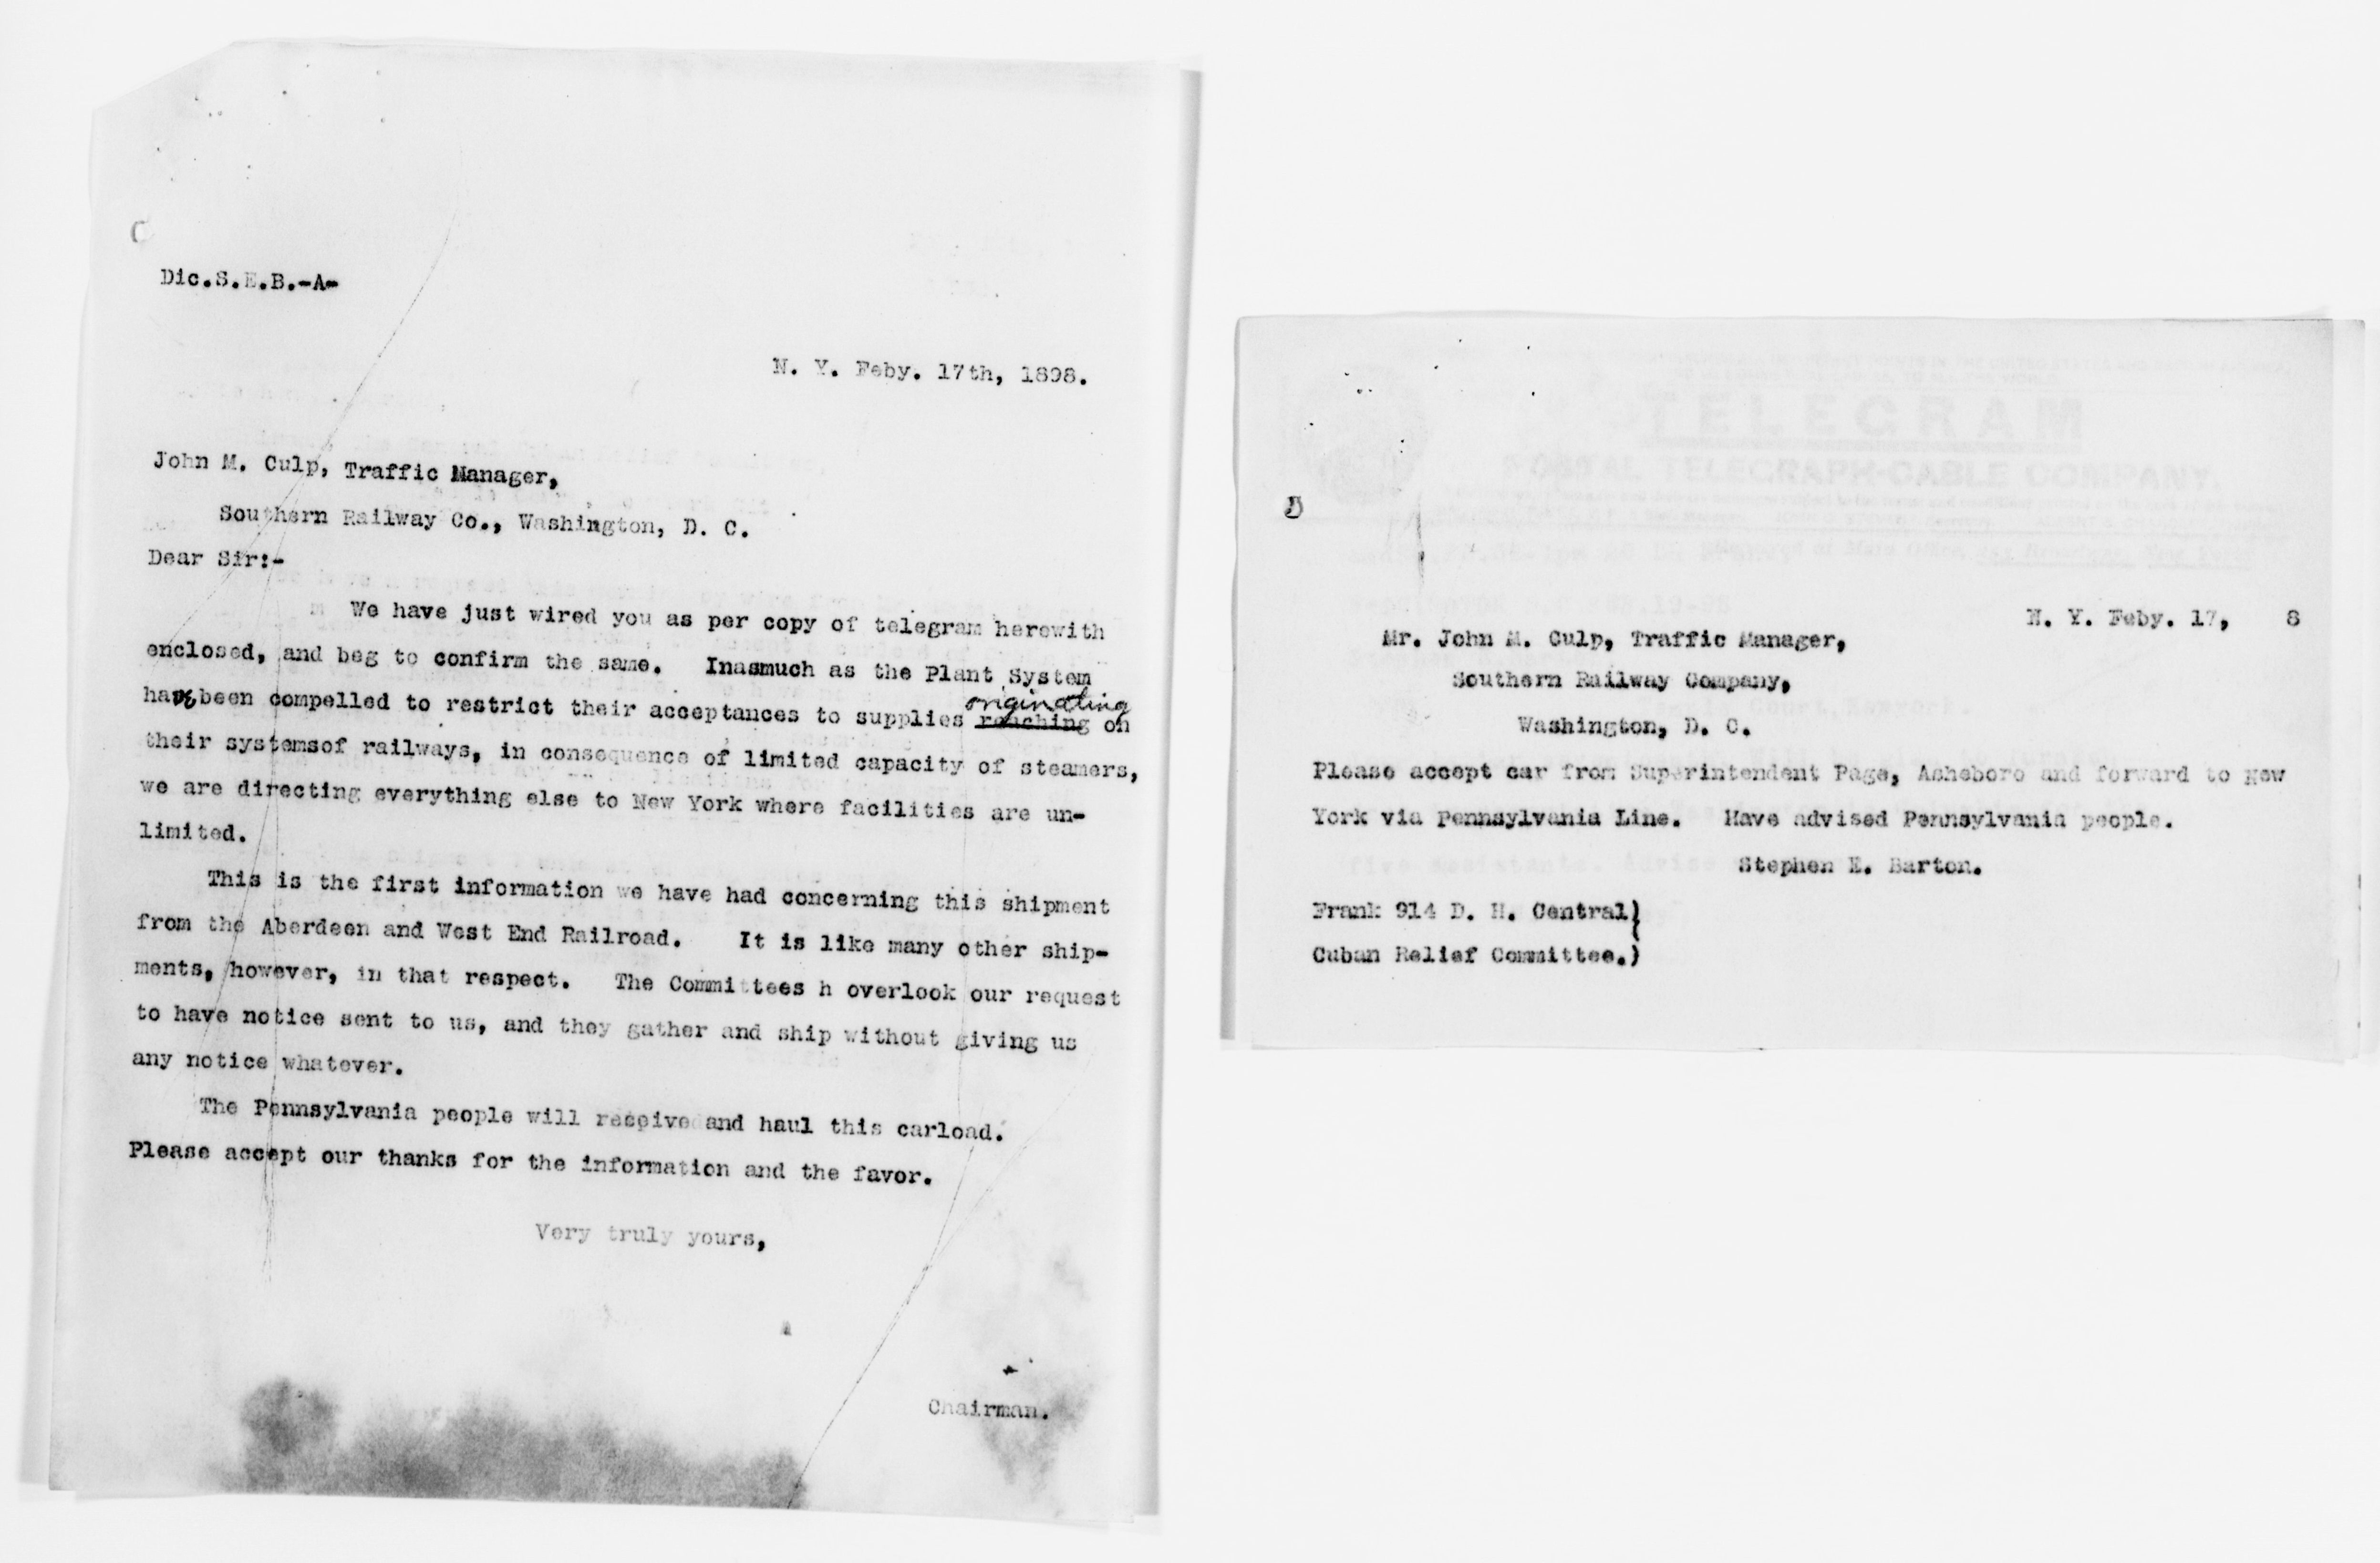 C
Dic.S.E.B.-A-
N. Y. Feby. 17th, 1898.
John M. Culp, Traffic Manager,
Southern Railway Co., Washington, D. C.
Dear Sir:-
We have just wired you as per copy of telegram herewith
enclosed, and beg to confirm the same. Inasmuch as the Plant System
originating
have been compelled to restrict their acceptances to supplies reaching on
their systemsof railways, in consequence of limited capacity of steamers,
we are directing everything else to New York where facilities are un-
limited.
This is the first information we have had concerning this shipment
from the Aberdeen and West End Railroad. It is like many other ship-
ments, however, in that respect. The Committees h overlook our request
to have notice sent to us, and they gather and ship without giving us
any notice whatever.
The Pennsylvania people will receive and haul this carload.
Please accept our thanks for the information and the favor.
Very truly yours,
Chairman.
TELEGRAM
POSTAL TELEGRAPH-CABLE COMPANY.
N. Y. Feby. 17, 8
Mr. John M. Culp, Traffic Manager,
Southern Railway Company,
Washington, D. C.
Please accept car from Superintendent Page, Asheboro and forward to New
York via Pennsylvania Line. Have advised Pennsylvania people.
Stephen E. Barton.
Frank 914 D. H. Central)
Cuban Relief Committee.)